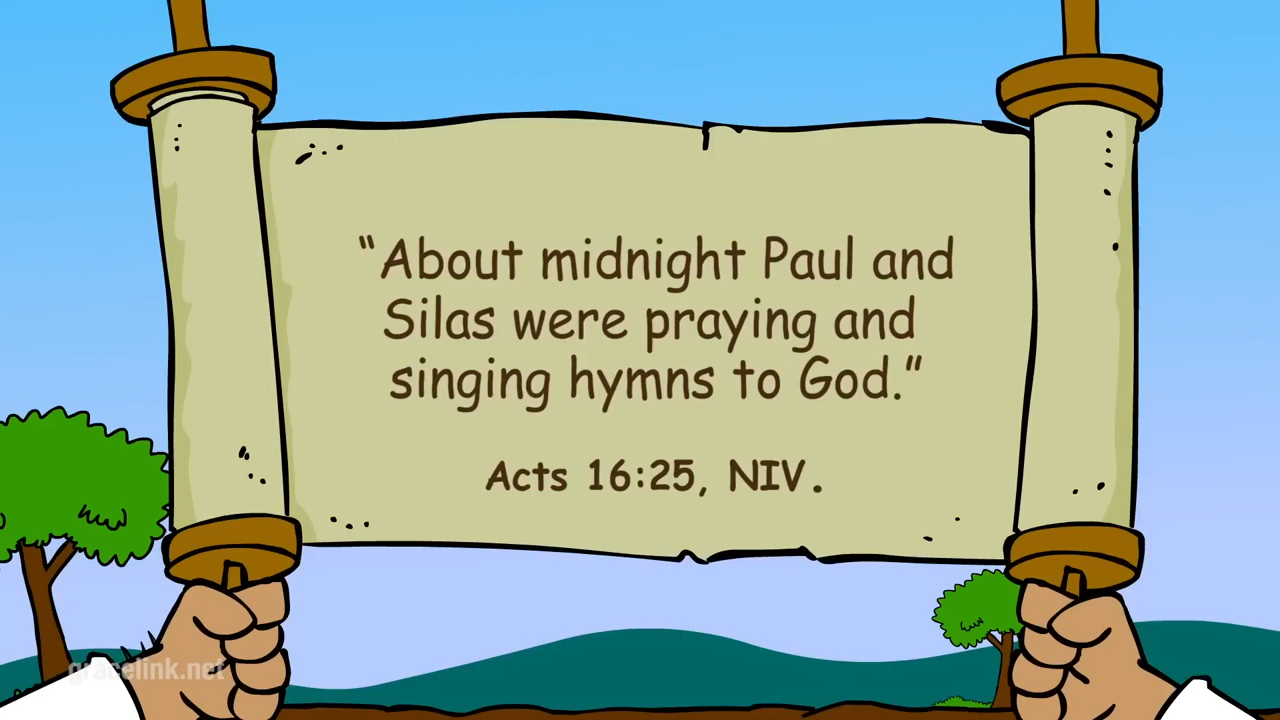 “About midnight Paul and
Silas were praying and
singing hymns to God.”
Acts 16:25, NIV.
gracelink.net